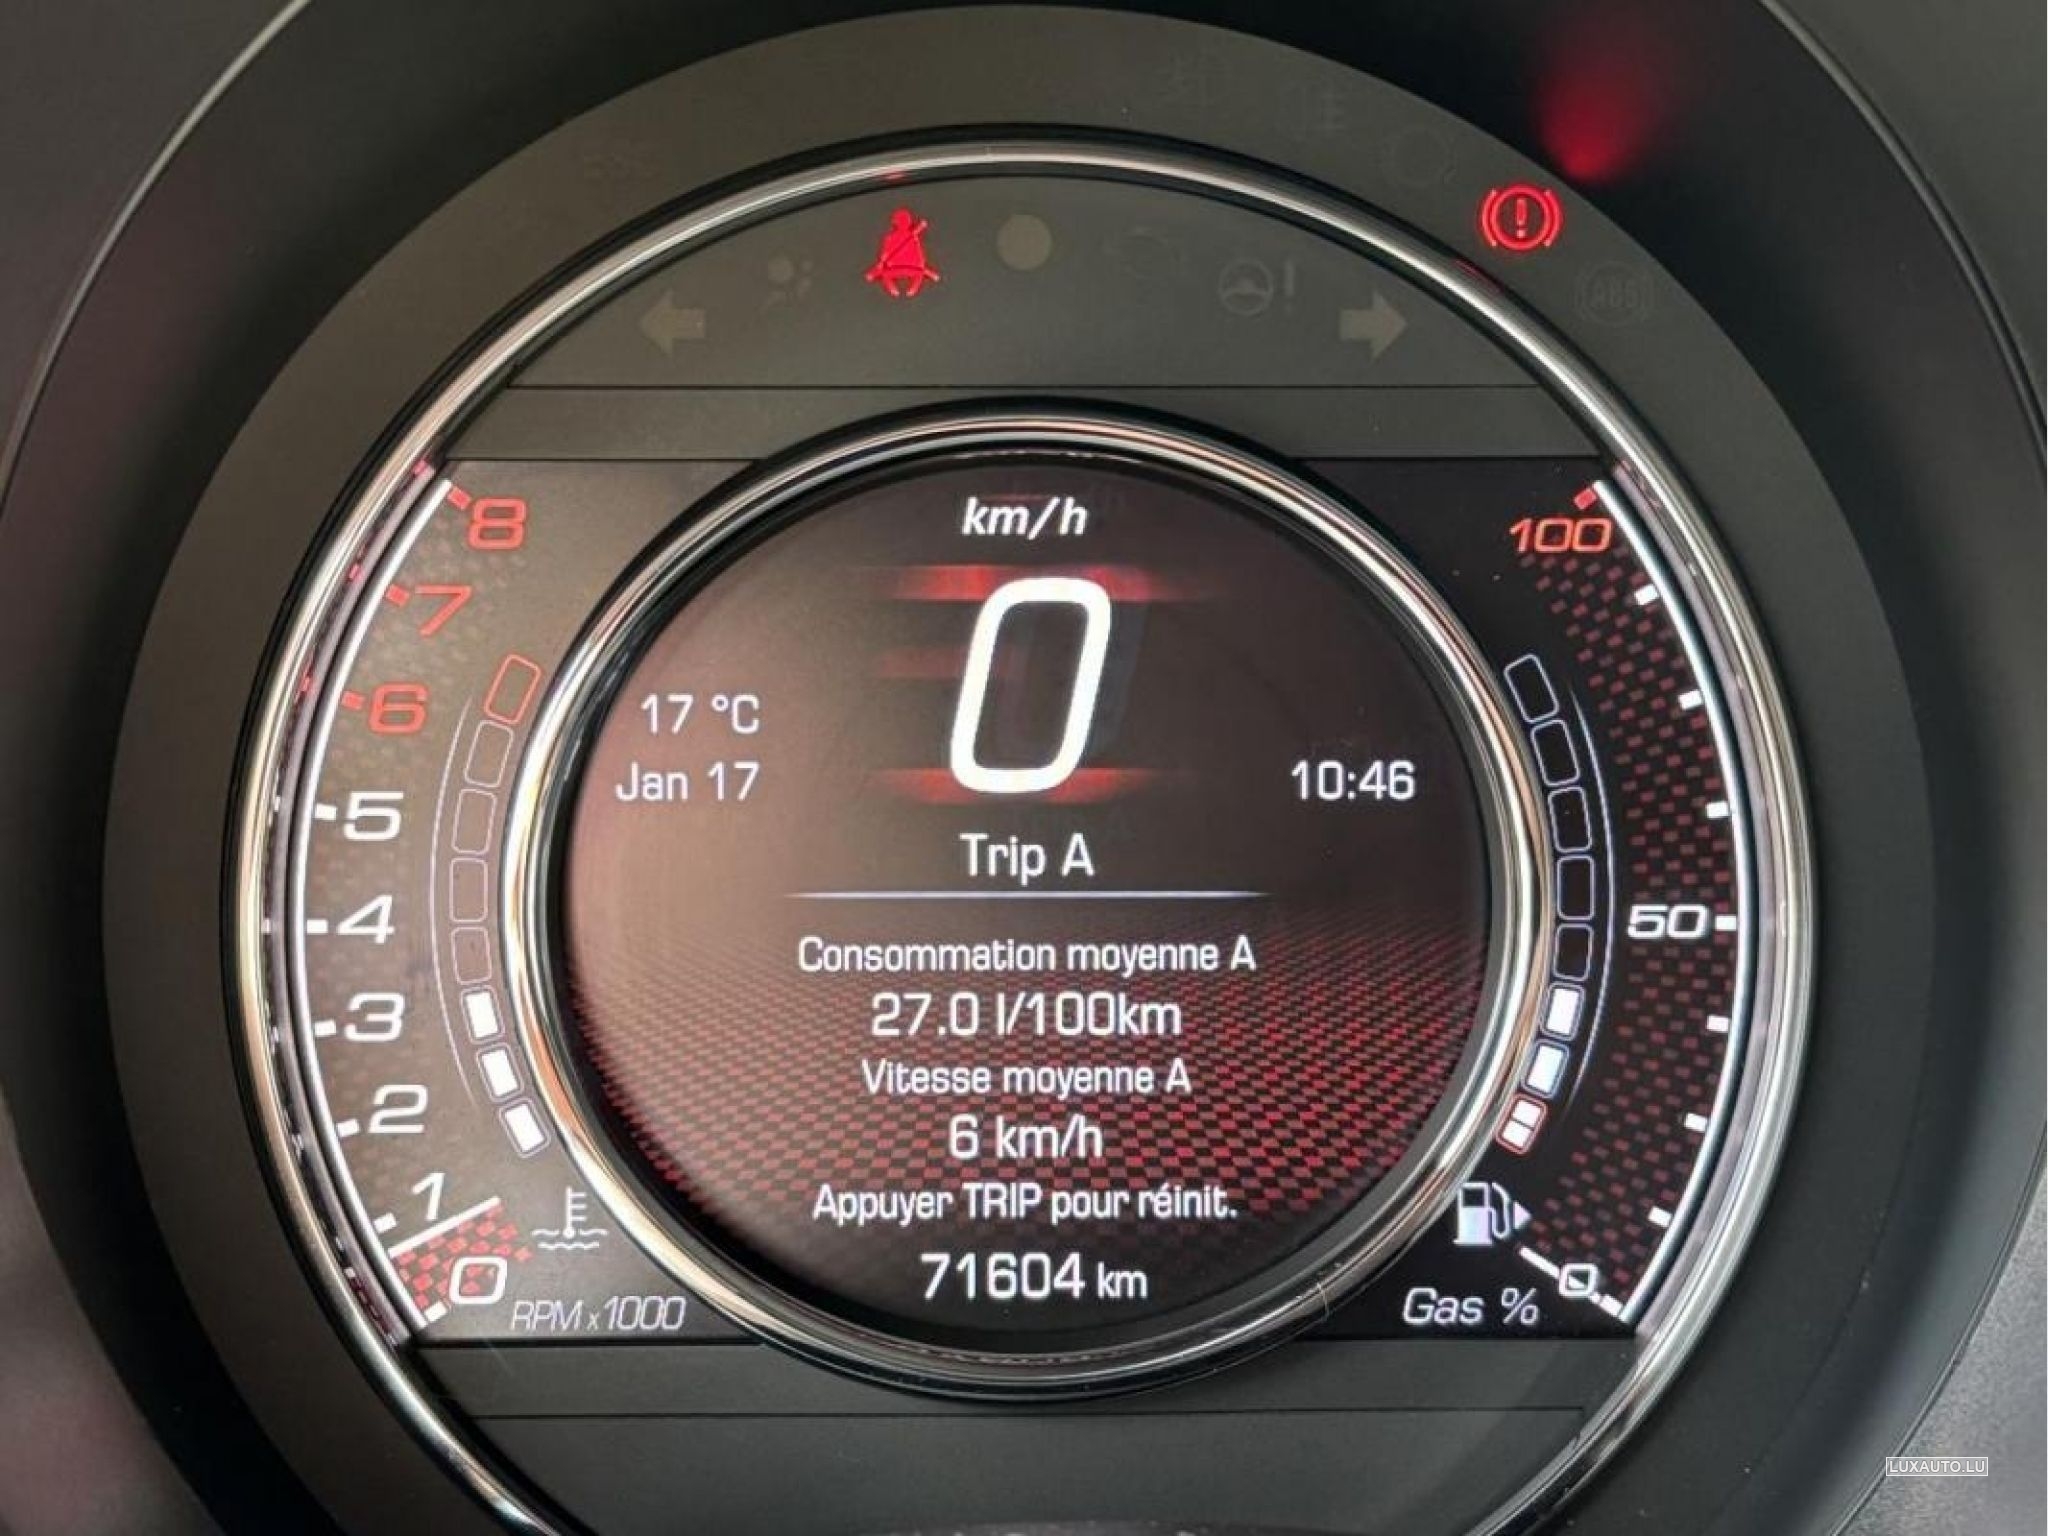 ABS
km/h
8
7
6
5
4
3
2
1
0
RPM x1000
0
17 °C
Jan 17
10:46
Trip A
Consommation moyenne A
27.0 l/100km
Vitesse moyenne A
6 km/h
Appuyer TRIP pour réinit.
71604 km
100
50
0
Gas %
LUXAUTO.LU